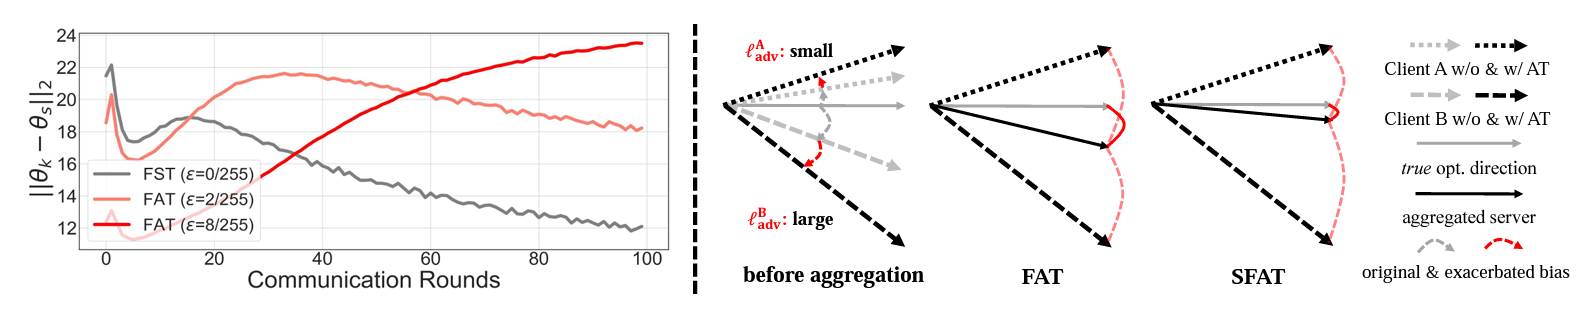 24
22
20
18
16
14
12
||θk − θs||2
FST (ε=0/255)
FAT (ε=2/255)
FAT (ε=8/255)
0 20 40 60 80 100
Communication Rounds
ℓ^A_adv: small
ℓ^B_adv: large
before aggregation
FAT
SFAT
Client A w/o & w/ AT
Client B w/o & w/ AT
true opt. direction
aggregated server
original & exacerbated bias